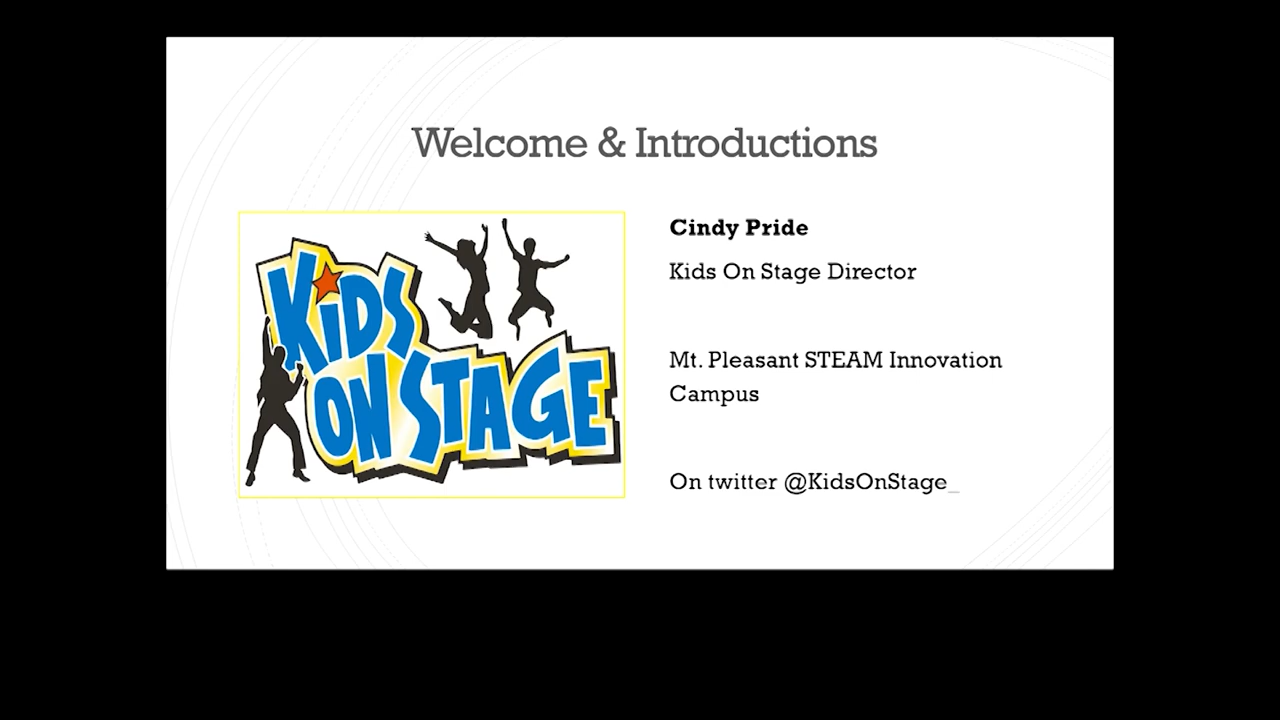 Welcome & Introductions
KiDS
ON STAGE
Cindy Pride
Kids On Stage Director
Mt. Pleasant STEAM Innovation
Campus
On twitter @KidsOnStage_